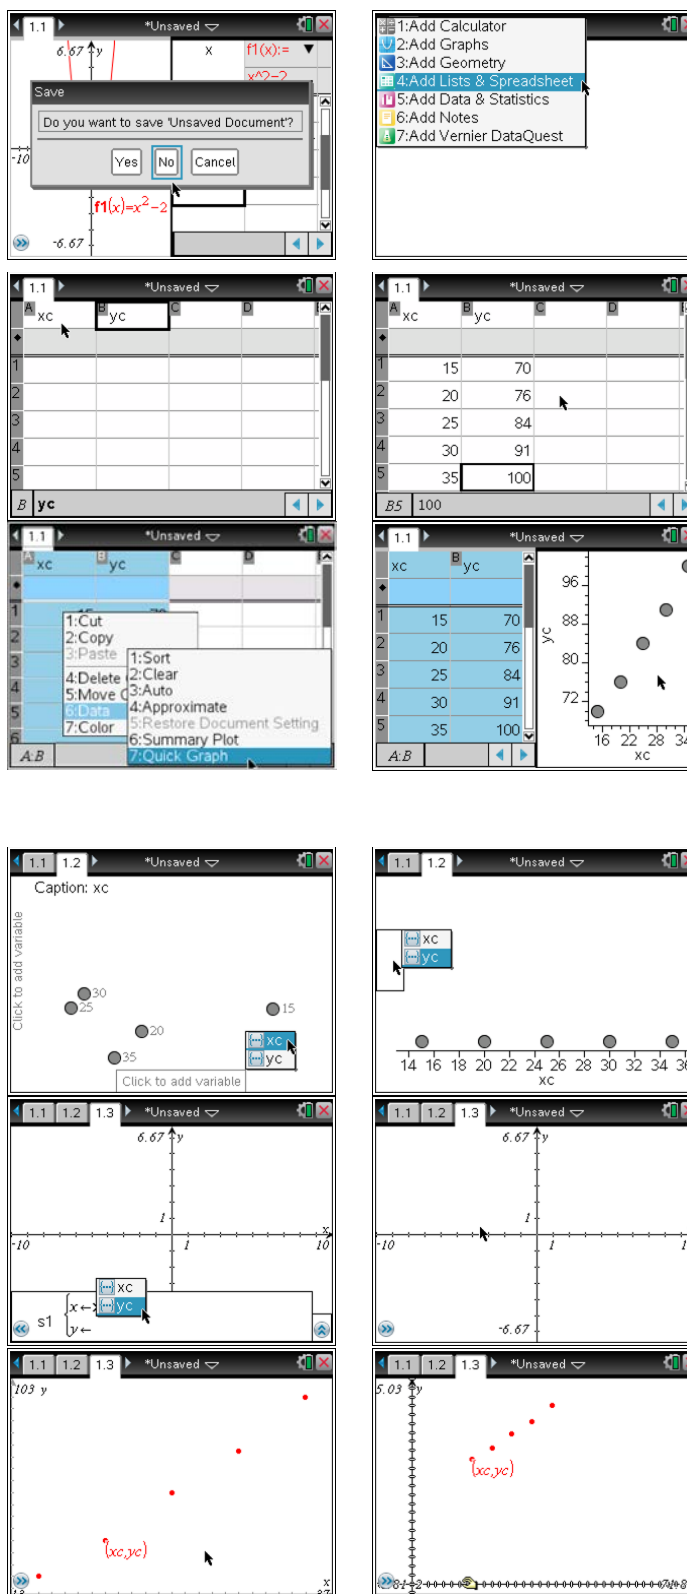 1.1 *Unsaved
6.67 y
x f1(x):=
x^2-2
Save
Do you want to save 'Unsaved Document'?
Yes No Cancel
-10
f1(x)=x²-2
-6.67
1:Add Calculator
2:Add Graphs
3:Add Geometry
4:Add Lists & Spreadsheet
5:Add Data & Statistics
6:Add Notes
7:Add Vernier DataQuest
1.1 *Unsaved
A xc B yc C D
1
2
3
4
5
B yc
1.1 *Unsaved
A xc B yc C D
1 15 70
2 20 76
3 25 84
4 30 91
5 35 100
B5 100
1.1 *Unsaved
A xc B yc C D
1
2
3
4
5
6
1:Cut
2:Copy
3:Paste
4:Delete
5:Move C
6:Data
7:Color
1:Sort
2:Clear
3:Auto
4:Approximate
5:Restore Document Setting
6:Summary Plot
7:Quick Graph
A:B
1.1 *Unsaved
xc B yc
1 15 70
2 20 76
3 25 84
4 30 91
5 35 100
A:B
96
88
yc
80
72
16 22 28 34
xc
1.1 1.2 *Unsaved
Caption: xc
Click to add variable
30
25
15
20
35
xc
yc
Click to add variable
1.1 1.2 *Unsaved
xc
yc
14 16 18 20 22 24 26 28 30 32 34 36
xc
1.1 1.2 1.3 *Unsaved
6.67 y
1
x
-10 1 10
xc
yc
s1 x←
y←
1.1 1.2 1.3 *Unsaved
6.67 y
1
-10 1 1
-6.67
1.1 1.2 1.3 *Unsaved
103 y
(xc,yc)
x
1.1 1.2 1.3 *Unsaved
5.03 y
(xc,yc)